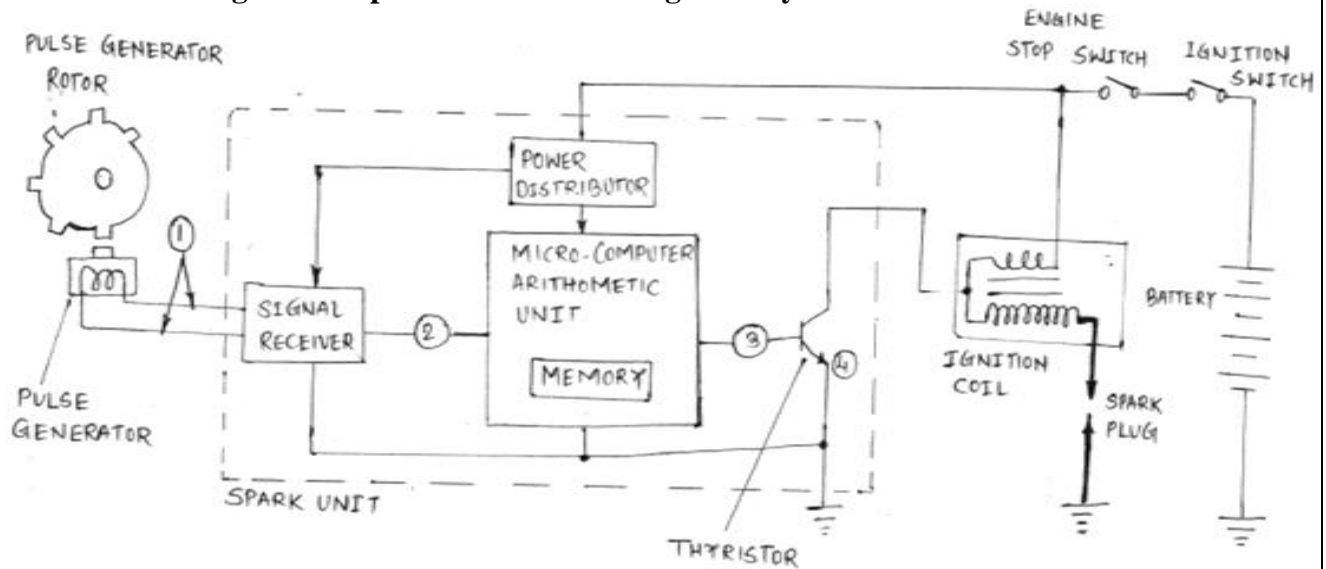 PULSE GENERATOR
ROTOR
ENGINE
STOP SWITCH
IGNITION
SWITCH
POWER
DISTRIBUTOR
1
MICRO-COMPUTER
ARITHOMETIC
UNIT
MEMORY
SIGNAL
RECEIVER
2
3
4
BATTERY
IGNITION
COIL
SPARK
PLUG
PULSE
GENERATOR
SPARK UNIT
THYRISTOR